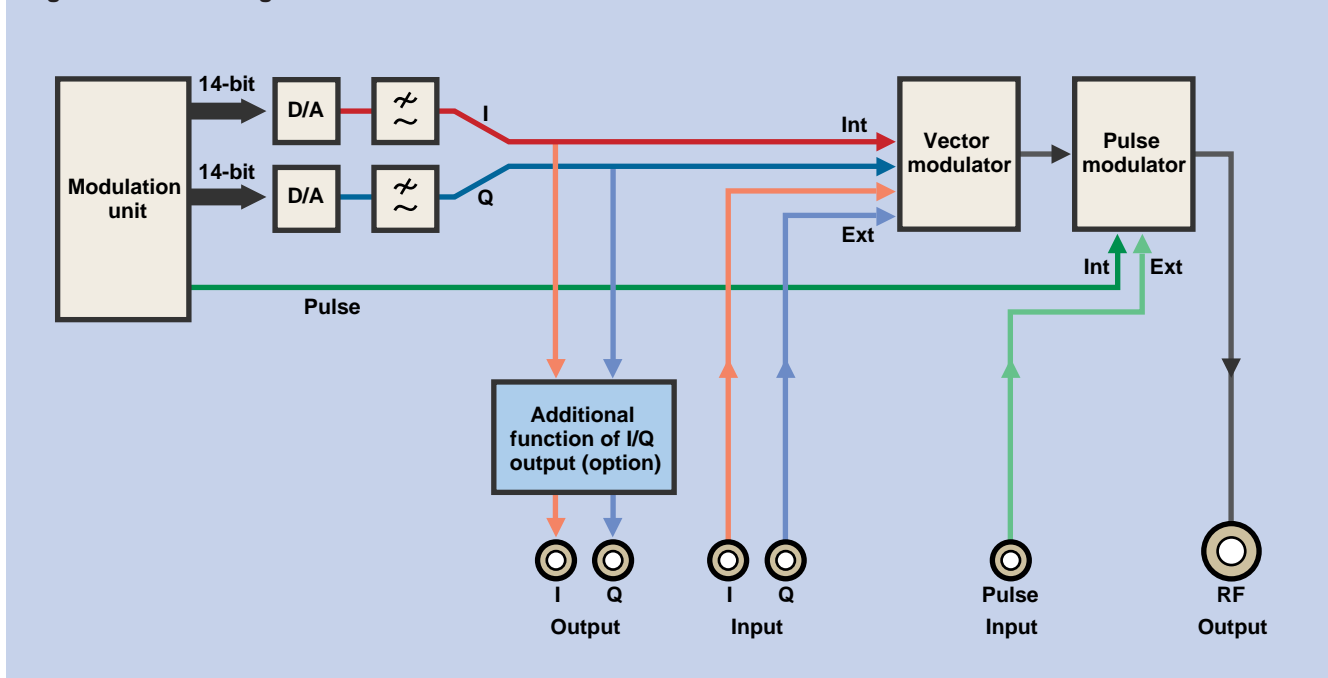 14-bit
D/A
I
Int
Vector
modulator
Pulse
modulator
Modulation
unit
14-bit
D/A
Q
Ext
Int
Ext
Pulse
Additional
function of I/Q
output (option)
I
Q
I
Q
Pulse
RF
Output
Input
Input
Output